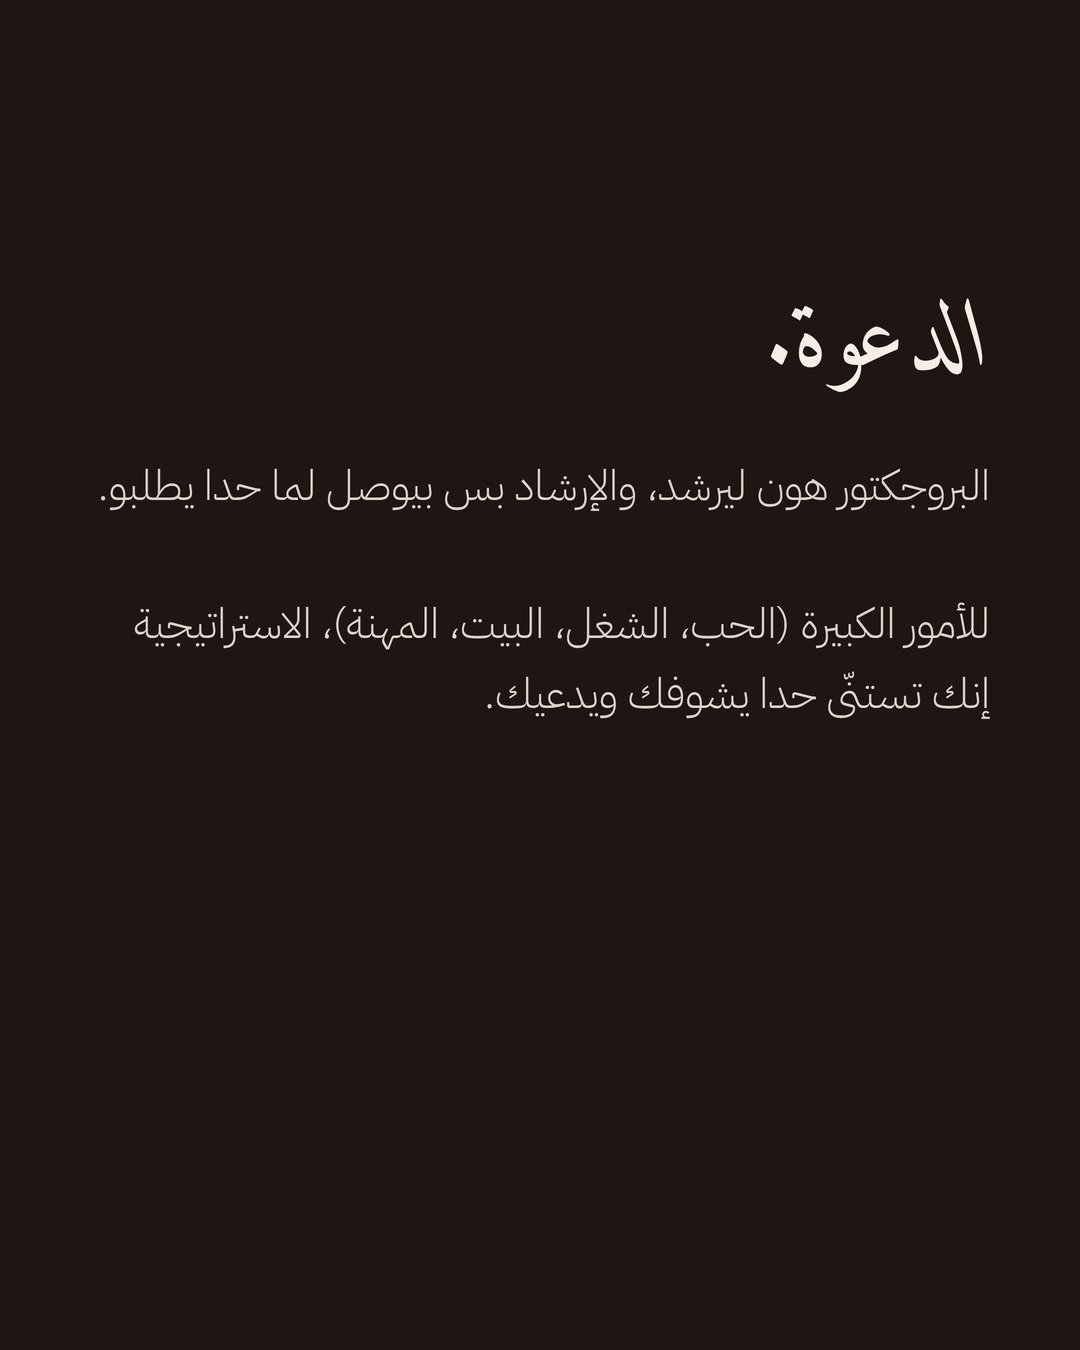 الدعوة.
البروجكتور هون ليرشد، والإرشاد بس بيوصل لما حدا يطلبو.
للأمور الكبيرة (الحب، الشغل، البيت، المهنة)، الاستراتيجية
إنك تستنّى حدا يشوفك ويدعيك.